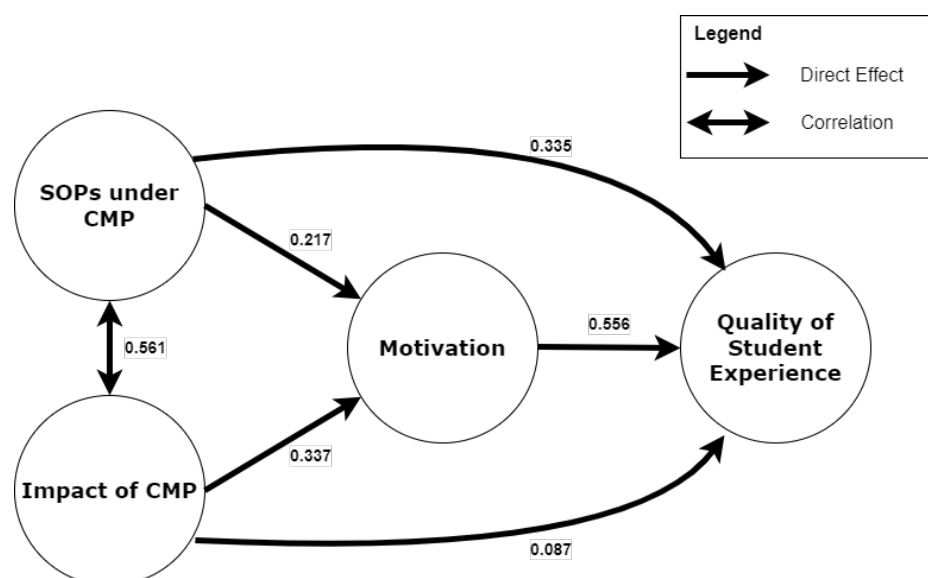 Legend
Direct Effect
Correlation
0.335
SOPs under
CMP
0.217
0.561
Motivation
0.556
Quality of
Student
Experience
Impact of CMP
0.337
0.087